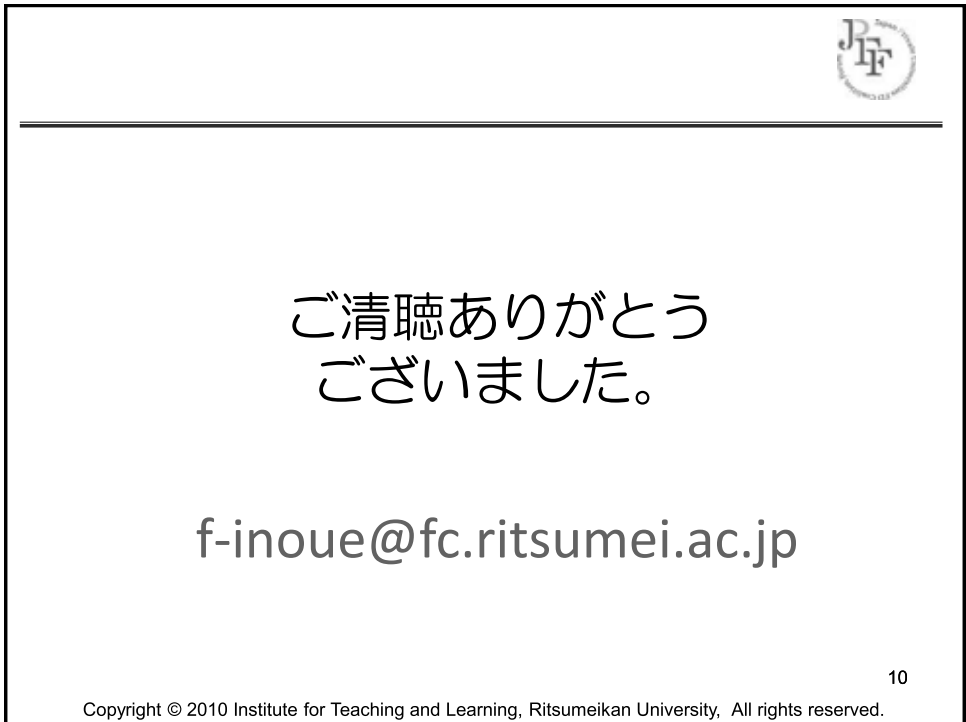 JPFF
ご清聴ありがとう
ございました。
f-inoue@fc.ritsumei.ac.jp
10
Copyright © 2010 Institute for Teaching and Learning, Ritsumeikan University, All rights reserved.